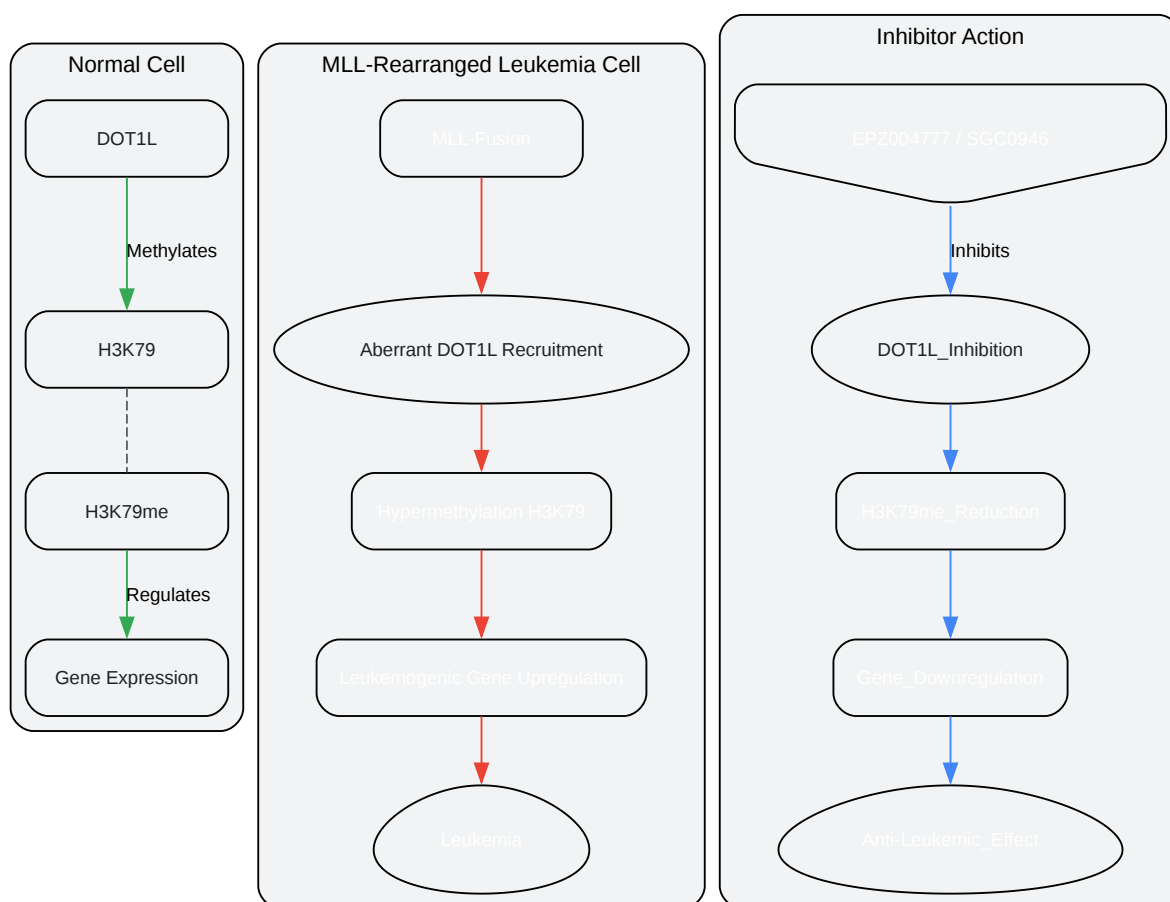 Normal Cell
DOT1L
Methylates
H3K79
H3K79me
Regulates
Gene Expression
MLL-Rearranged Leukemia Cell
MLL-Fusion
Aberrant DOT1L Recruitment
Hypermethylation H3K79
Leukemogenic Gene Upregulation
Leukemia
Inhibitor Action
EPZ004777 / SGC0946
Inhibits
DOT1L_Inhibition
H3K79me_Reduction
Gene_Downregulation
Anti-Leukemic_Effect